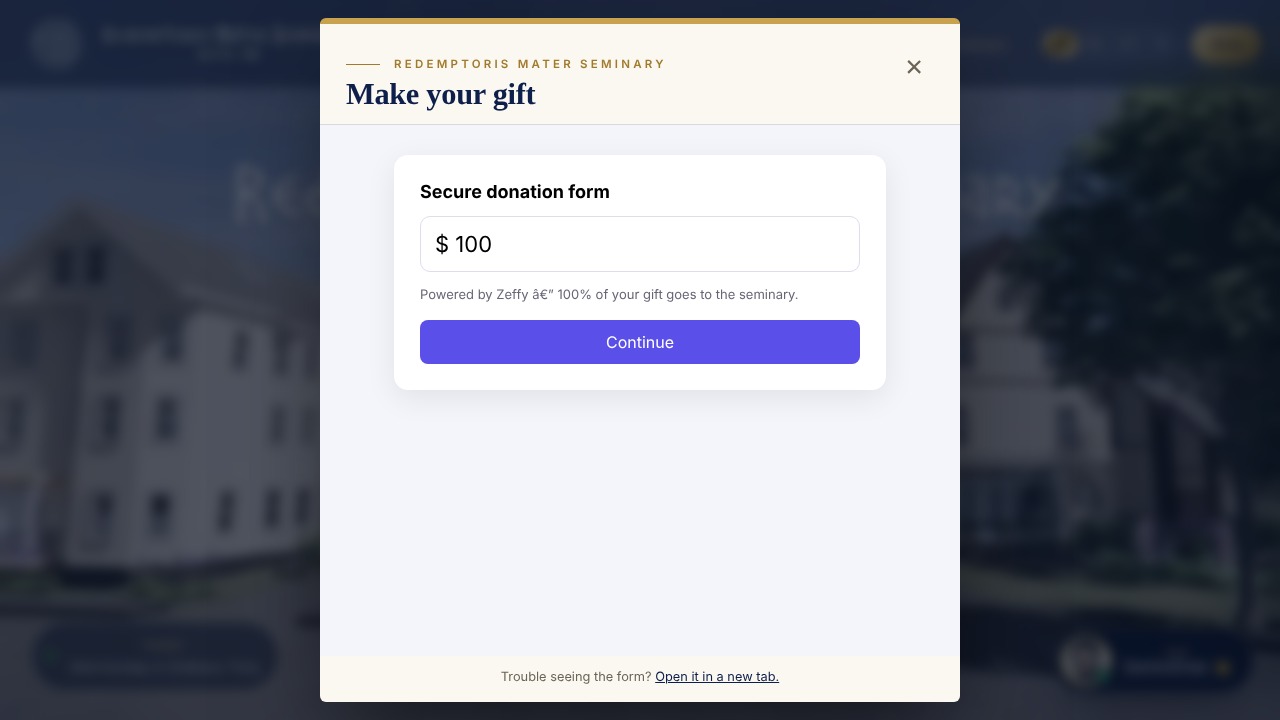 REDEMPTORIS MATER SEMINARY
Make your gift
Secure donation form
$ 100
Powered by Zeffy â€” 100% of your gift goes to the seminary.
Continue
Trouble seeing the form? Open it in a new tab.